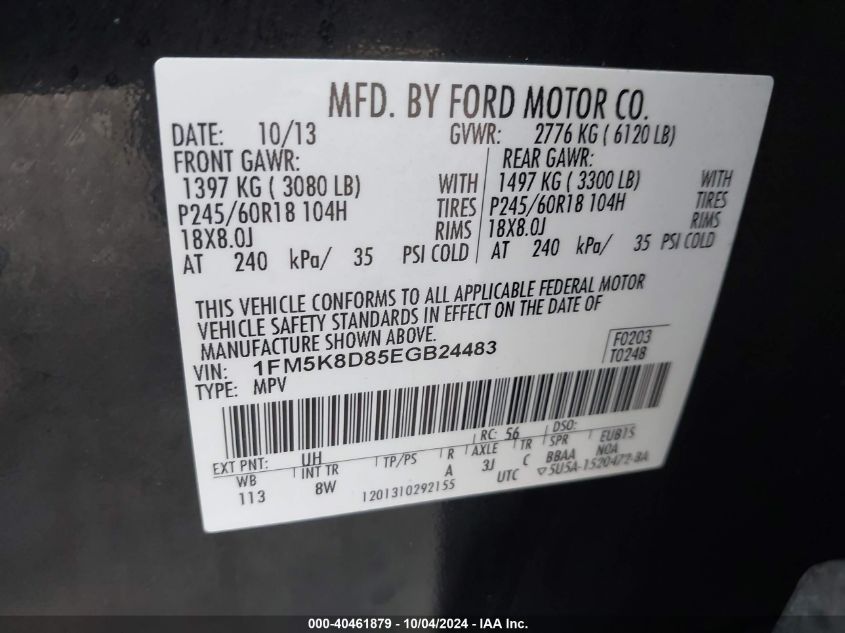 MFD. BY FORD MOTOR CO.
DATE: 10/13 GVWR: 2776 KG ( 6120 LB)
FRONT GAWR: REAR GAWR:
1397 KG ( 3080 LB) WITH 1497 KG ( 3300 LB) WITH
P245/60R18 104H TIRES P245/60R18 104H TIRES
18X8.0J RIMS 18X8.0J RIMS
AT 240 kPa/ 35 PSI COLD AT 240 kPa/ 35 PSI COLD
THIS VEHICLE CONFORMS TO ALL APPLICABLE FEDERAL MOTOR
VEHICLE SAFETY STANDARDS IN EFFECT ON THE DATE OF
MANUFACTURE SHOWN ABOVE.
VIN: 1FM5K8D85EGB24483 F0203
TYPE: MPV T0248
EXT PNT: UH RC: 56 DSO:
WB INT TR TP/PS R AXLE TR SPR EUB1S
113 8W A 3J C BBAA NOA
1201310292155 UTC ▽5U5A-1520472-BA
000-40461879 - 10/04/2024 - IAA Inc.